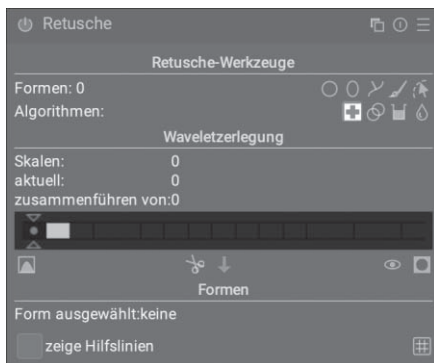 Retusche
Retusche-Werkzeuge
Formen: 0
Algorithmen:
Waveletzerlegung
Skalen: 0
aktuell: 0
zusammenführen von:0
Formen
Form ausgewählt:keine
zeige Hilfslinien